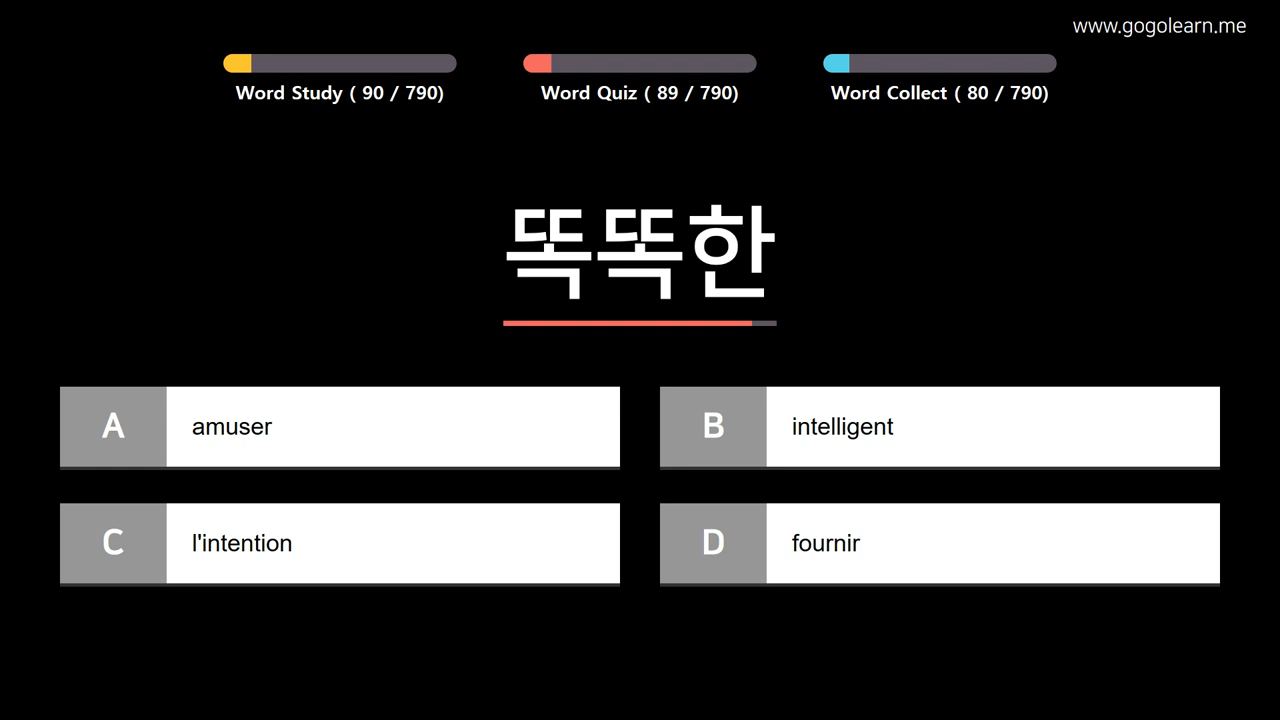 www.gogolearn.me
Word Study ( 90 / 790)
Word Quiz ( 89 / 790)
Word Collect ( 80 / 790)
똑똑한
A amuser
B intelligent
C l'intention
D fournir